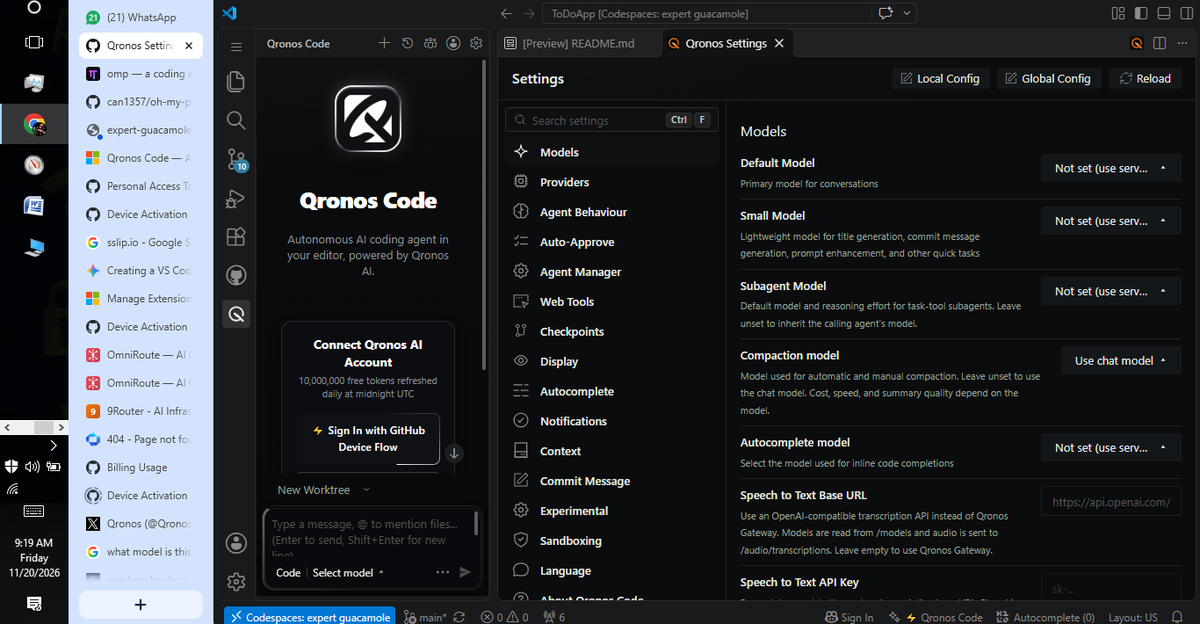 (21) WhatsApp
Qronos Settin
omp — a coding a
can1357/oh-my-p
expert-guacamole
Qronos Code — A
Personal Access To
Device Activation
sslip.io - Google S
Creating a VS Cod
Manage Extension
Device Activation
OmniRoute — AI
OmniRoute — AI
9Router - AI Infras
404 - Page not fou
Billing Usage
Device Activation
Qronos (@Qronos
what model is this
9:19 AM
Friday
11/20/2026
ToDoApp [Codespaces: expert guacamole]
Qronos Code
10
Qronos Code
Autonomous AI coding agent in
your editor, powered by Qronos
AI.
Connect Qronos AI
Account
10,000,000 free tokens refreshed
daily at midnight UTC
Sign In with GitHub
Device Flow
New Worktree
Type a message, @ to mention files...
(Enter to send, Shift+Enter for new
line)
Code
Select model
[Preview] README.md
Qronos Settings
Settings
Local Config
Global Config
Reload
Search settings
Ctrl
F
Models
Providers
Agent Behaviour
Auto-Approve
Agent Manager
Web Tools
Checkpoints
Display
Autocomplete
Notifications
Context
Commit Message
Experimental
Sandboxing
Language
About Qronos Code
Models
Default Model
Primary model for conversations
Not set (use serv...
Small Model
Lightweight model for title generation, commit message
generation, prompt enhancement, and other quick tasks
Not set (use serv...
Subagent Model
Default model and reasoning effort for task-tool subagents. Leave
unset to inherit the calling agent's model.
Not set (use serv...
Compaction model
Model used for automatic and manual compaction. Leave unset to use
the chat model. Cost, speed, and summary quality depend on the
model.
Use chat model
Autocomplete model
Select the model used for inline code completions
Not set (use serv...
Speech to Text Base URL
Use an OpenAI-compatible transcription API instead of Qronos
Gateway. Models are read from /models and audio is sent to
/audio/transcriptions. Leave empty to use Qronos Gateway.
https://api.openai.com/
Speech to Text API Key
sk-...
Codespaces: expert guacamole
main*
0
0
6
Sign In
Qronos Code
Autocomplete (0)
Layout: US